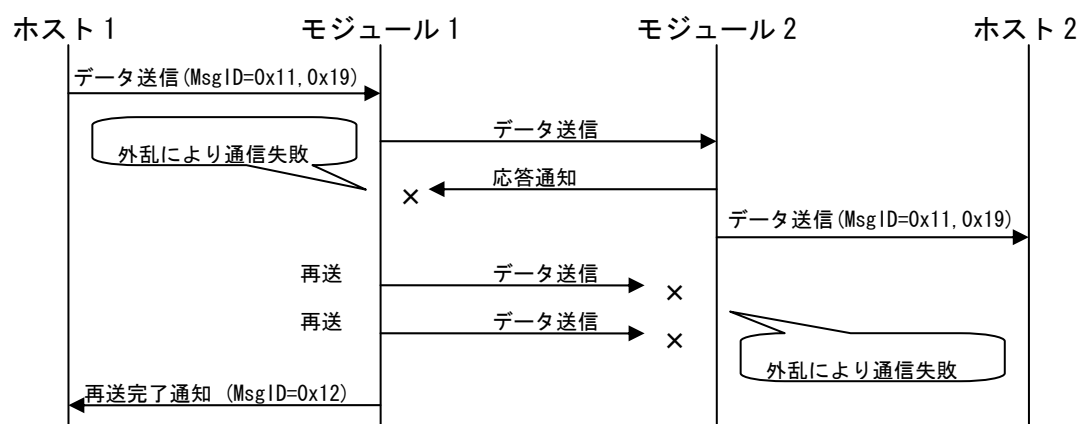 ホスト1 モジュール1 モジュール2 ホスト2
データ送信(MsgID=0x11,0x19)
データ送信
外乱により通信失敗
応答通知
×
データ送信(MsgID=0x11,0x19)
再送 データ送信 ×
再送 データ送信 ×
外乱により通信失敗
再送完了通知 (MsgID=0x12)